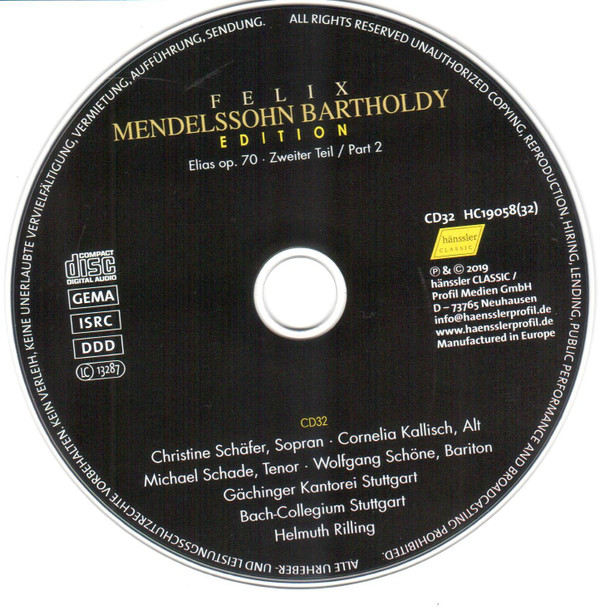 ALLE URHEBER- UND LEISTUNGSSCHUTZRECHTE VORBEHALTEN. KEIN VERLEIH, KEINE UNERLAUBTE VERVIELFÄLTIGUNG, VERMIETUNG, AUFFÜHRUNG, SENDUNG.
ALL RIGHTS RESERVED UNAUTHORIZED COPYING, REPRODUCTION, HIRING, LENDING, PUBLIC PERFORMANCE AND BROADCASTING PROHIBITED.
FELIX
MENDELSSOHN BARTHOLDY
EDITION
Elias op. 70 · Zweiter Teil / Part 2
CD32 HC19058(32)
hänssler
CLASSIC
℗ & © 2019
hänssler CLASSIC /
Profil Medien GmbH
D – 73765 Neuhausen
info@haensslerprofil.de
www.haensslerprofil.de
Manufactured in Europe
COMPACT
disc
DIGITAL AUDIO
GEMA
ISRC
DDD
LC 13287
CD32
Christine Schäfer, Sopran · Cornelia Kallisch, Alt
Michael Schade, Tenor · Wolfgang Schöne, Bariton
Gächinger Kantorei Stuttgart
Bach-Collegium Stuttgart
Helmuth Rilling